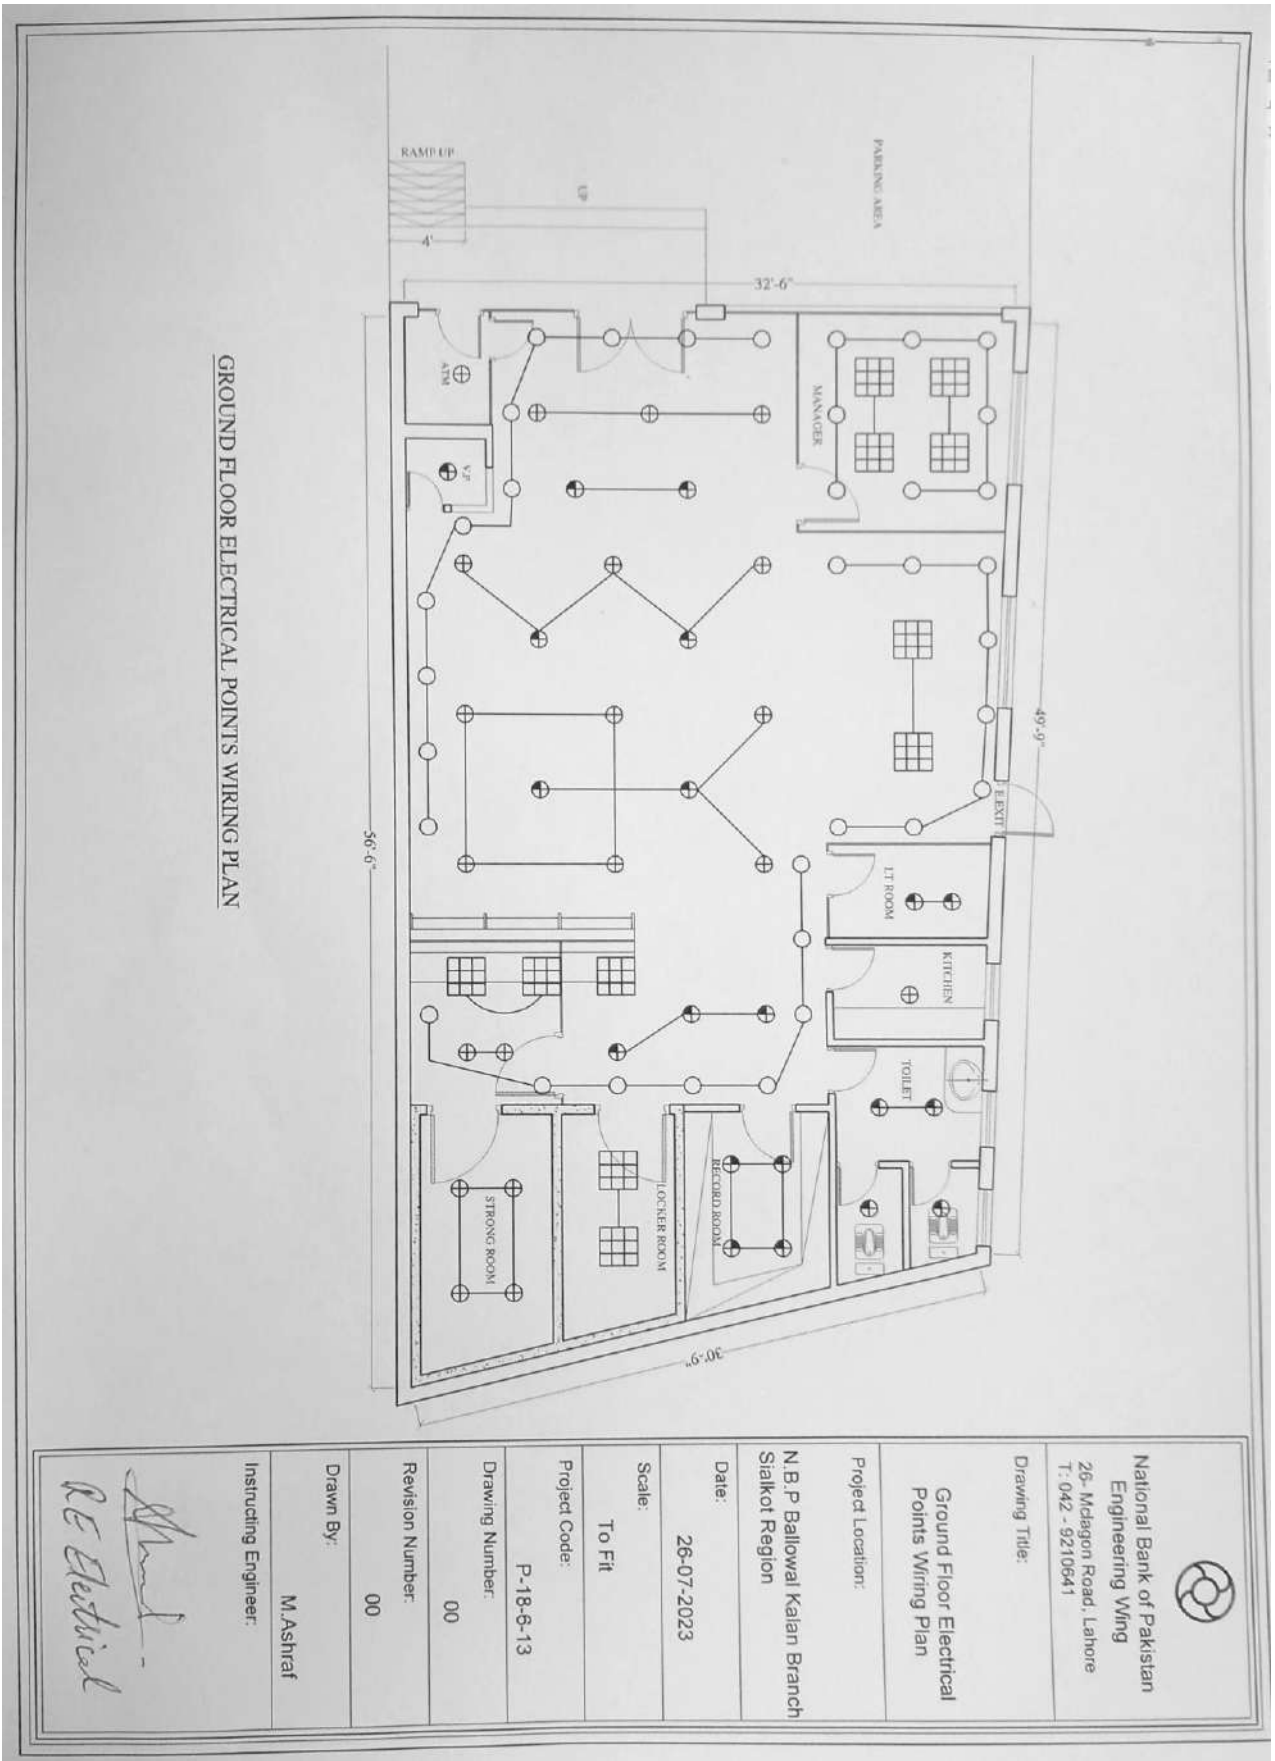 PARKING AREA
RAMP UP
UP
4'
32'-6"
MANAGER
ATM
V.P
49'-9"
E.EXIT
56'-6"
LT ROOM
KITCHEN
TOILET
RECORD ROOM
LOCKER ROOM
STRONG ROOM
30'-9"
GROUND FLOOR ELECTRICAL POINTS WIRING PLAN
National Bank of Pakistan
Engineering Wing
26- Mclagon Road, Lahore
T: 042 - 9210641
Drawing Title:
Ground Floor Electrical
Points Wiring Plan
Project Location:
N.B.P Ballowal Kalan Branch
Sialkot Region
Date:
26-07-2023
Scale:
To Fit
Project Code:
P-18-6-13
Drawing Number:
00
Revision Number:
00
Drawn By:
M.Ashraf
Instructing Engineer:
RE Electrical